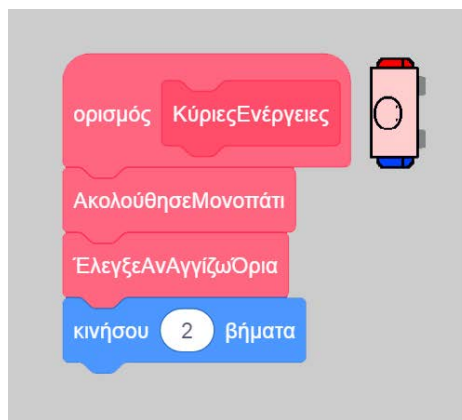 ορισμός ΚύριεςΕνέργειες
ΑκολούθησεΜονοπάτι
ΈλεγξεΑνΑγγίζωΌρια
κινήσου 2 βήματα